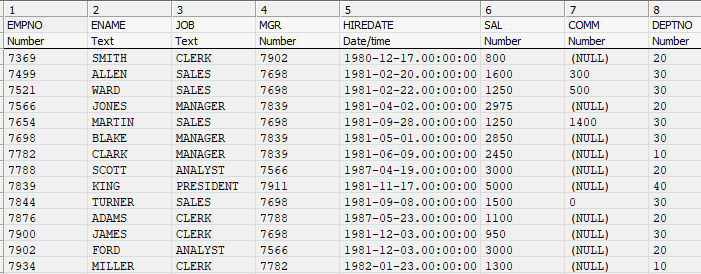 1 2 3 4 5 6 7 8
EMPNO ENAME JOB MGR HIREDATE SAL COMM DEPTNO
Number Text Text Number Date/time Number Number Number
7369 SMITH CLERK 7902 1980-12-17.00:00:00 800 (NULL) 20
7499 ALLEN SALES 7698 1981-02-20.00:00:00 1600 300 30
7521 WARD SALES 7698 1981-02-22.00:00:00 1250 500 30
7566 JONES MANAGER 7839 1981-04-02.00:00:00 2975 (NULL) 20
7654 MARTIN SALES 7698 1981-09-28.00:00:00 1250 1400 30
7698 BLAKE MANAGER 7839 1981-05-01.00:00:00 2850 (NULL) 30
7782 CLARK MANAGER 7839 1981-06-09.00:00:00 2450 (NULL) 10
7788 SCOTT ANALYST 7566 1987-04-19.00:00:00 3000 (NULL) 20
7839 KING PRESIDENT 7911 1981-11-17.00:00:00 5000 (NULL) 40
7844 TURNER SALES 7698 1981-09-08.00:00:00 1500 0 30
7876 ADAMS CLERK 7788 1987-05-23.00:00:00 1100 (NULL) 20
7900 JAMES CLERK 7698 1981-12-03.00:00:00 950 (NULL) 30
7902 FORD ANALYST 7566 1981-12-03.00:00:00 3000 (NULL) 20
7934 MILLER CLERK 7782 1982-01-23.00:00:00 1300 (NULL) 10